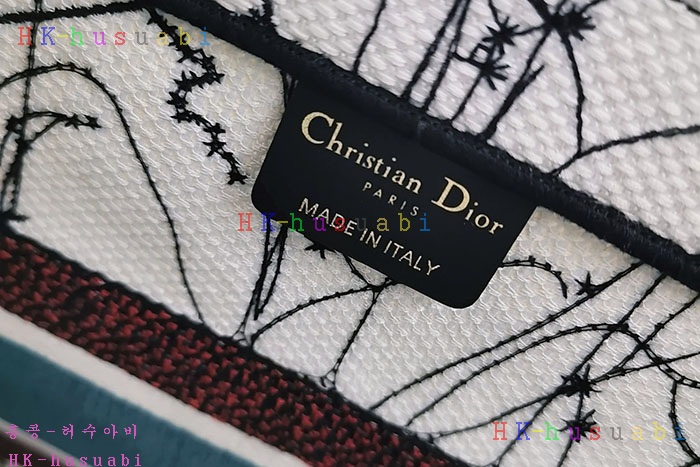 HK-husuabi
Christian Dior
PARIS
MADE IN ITALY
HK-husuabi
홍콩-허수아비
HK-husuabi
HK-husuabi